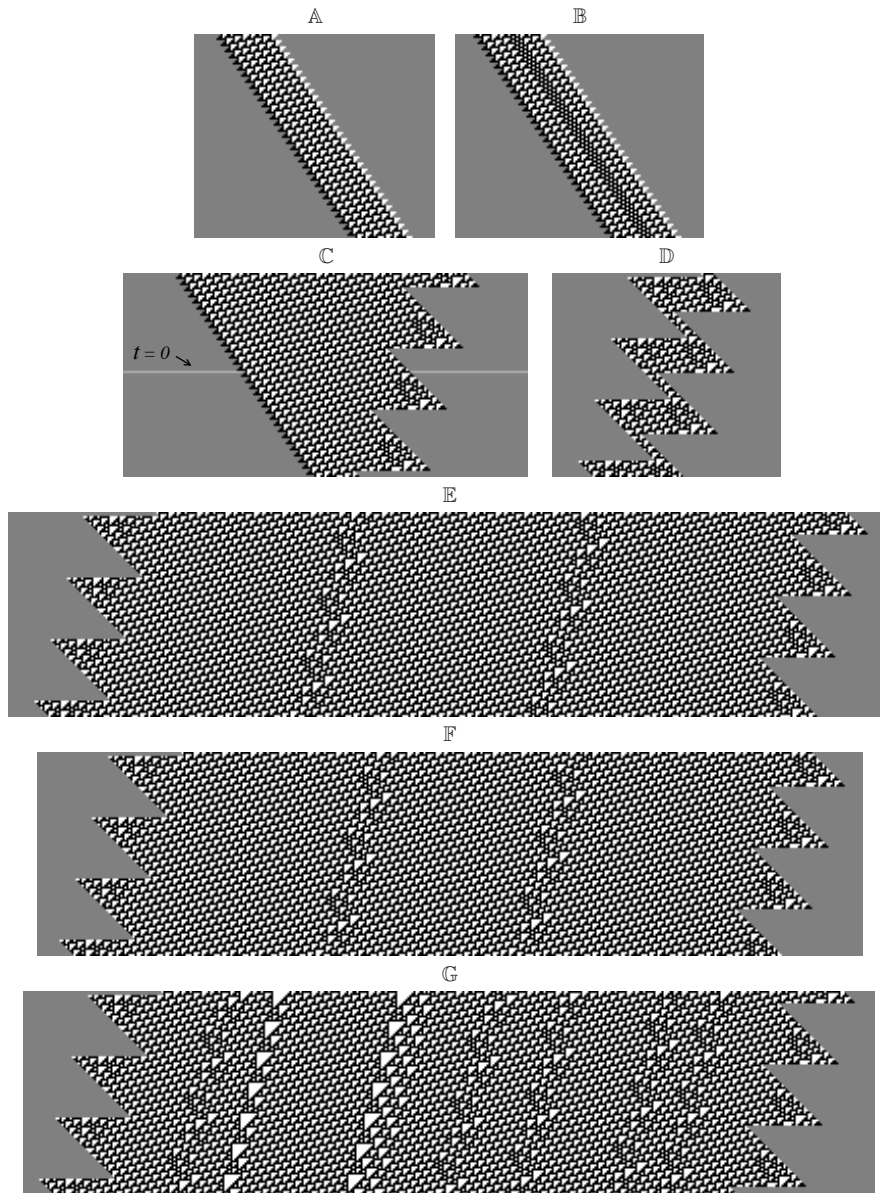 𝔸
𝔹
ℂ
𝔻
t = 0
𝔼
𝔽
𝔾